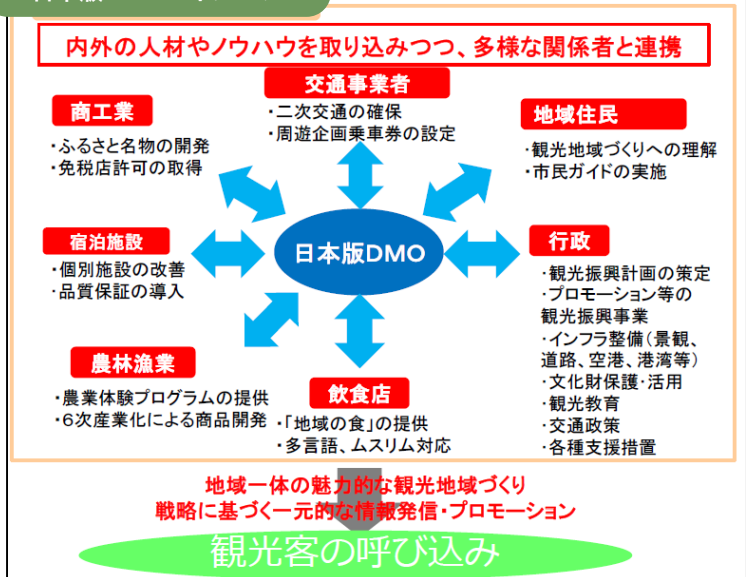 内外の人材やノウハウを取り込みつつ、多様な関係者と連携
交通事業者
・二次交通の確保
・周遊企画乗車券の設定
商工業
・ふるさと名物の開発
・免税店許可の取得
地域住民
・観光地域づくりへの理解
・市民ガイドの実施
宿泊施設
・個別施設の改善
・品質保証の導入
日本版DMO
行政
・観光振興計画の策定
・プロモーション等の
観光振興事業
・インフラ整備(景観、
道路、空港、港湾等)
・文化財保護・活用
・観光教育
・交通政策
・各種支援措置
農林漁業
・農業体験プログラムの提供
・6次産業化による商品開発
飲食店
・「地域の食」の提供
・多言語、ムスリム対応
地域一体の魅力的な観光地域づくり
戦略に基づく一元的な情報発信・プロモーション
観光客の呼び込み